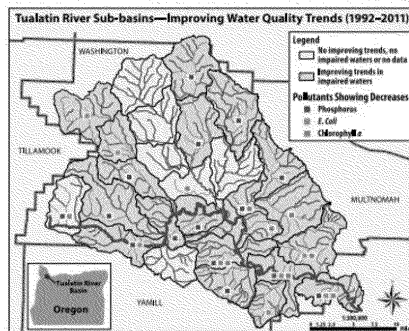 Tualatin River Sub-basins—Improving Water Quality Trends (1992–2011)
WASHINGTON
Legend
No improving trends, no
impaired waters or no data
Improving trends in
impaired waters
Pollutants Showing Decreases
Phosphorus
E. Coli
Chlorophyll a
TILLAMOOK
MULTNOMAH
Tualatin River
Basin
Oregon
YAMILL